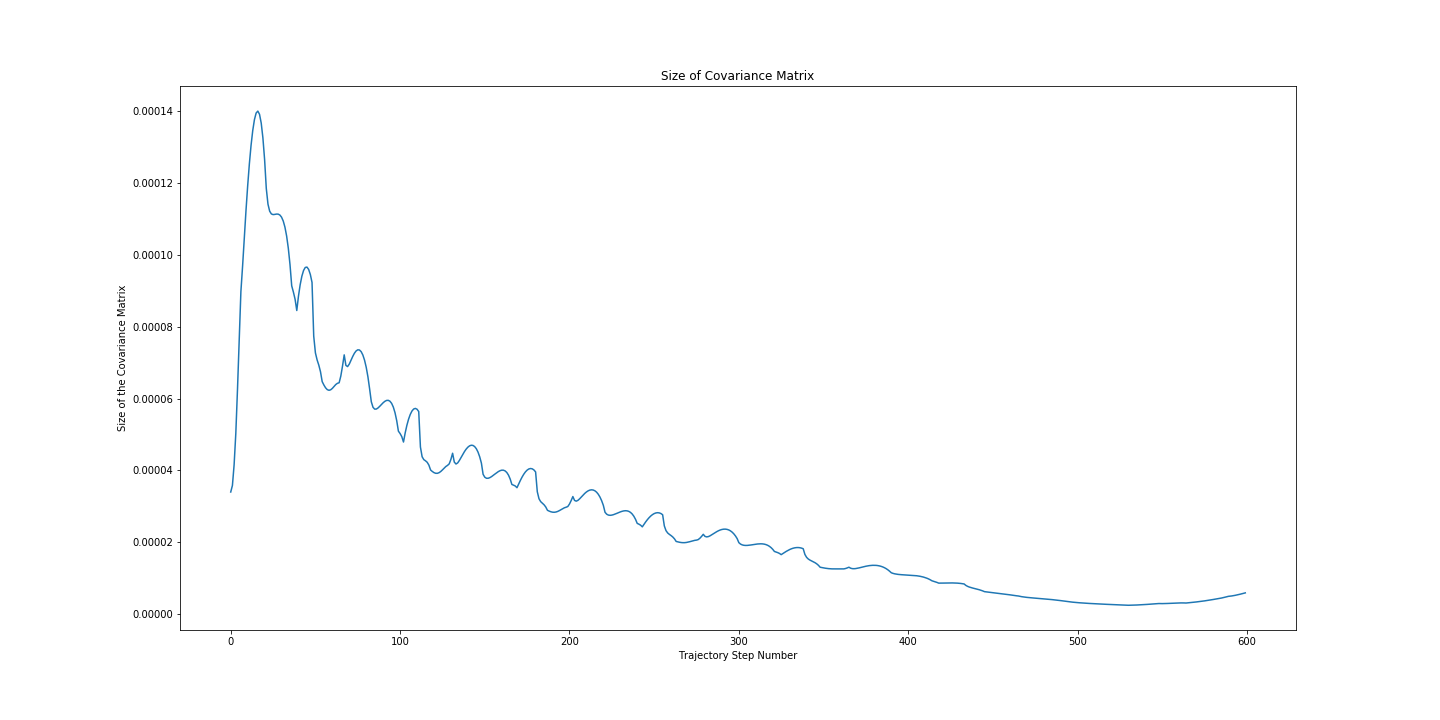 Size of Covariance Matrix
0.00014
0.00012
0.00010
0.00008
0.00006
0.00004
0.00002
0.00000
Size of the Covariance Matrix
0 100 200 300 400 500 600
Trajectory Step Number